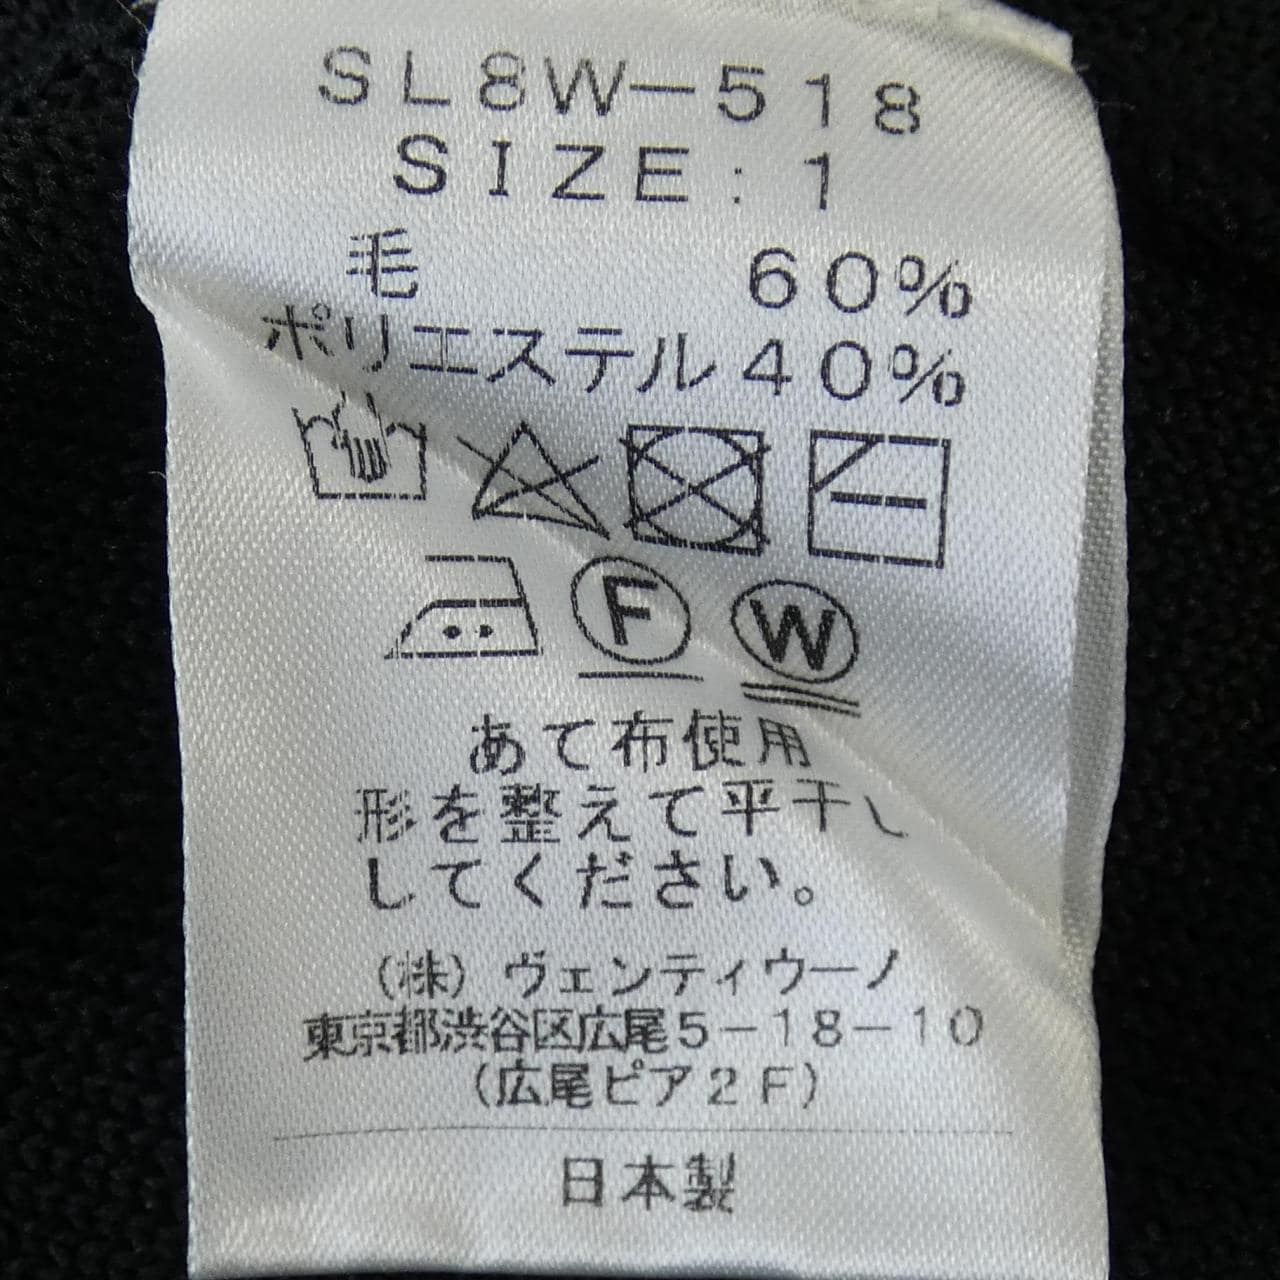 SL8W-518
SIZE:1
毛 60%
ポリエステル 40%
F W
あて布使用
形を整えて平干し
してください。
(株)ヴェンティウーノ
東京都渋谷区広尾5-18-10
(広尾ピア2F)
日本製